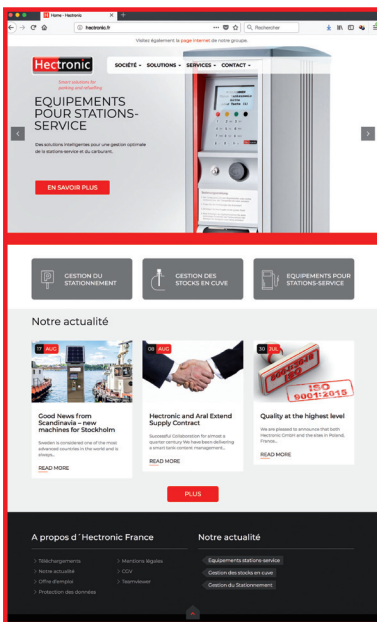 Home - Hectronic
hectronic.fr
Rechercher
Visitez également la page internet de notre groupe.
Hectronic
SOCIÉTÉ SOLUTIONS SERVICES CONTACT
Smart solutions for
parking and refuelling
EQUIPEMENTS
POUR STATIONS-
SERVICE
Des solutions intelligentes pour une gestion optimale
de la stations-service et du carburant.
EN SAVOIR PLUS
GESTION DU
STATIONNEMENT
GESTION DES
STOCKS EN CUVE
EQUIPEMENTS POUR
STATIONS-SERVICE
Notre actualité
17 AUG
Good News from
Scandinavia – new
machines for Stockholm
Sweden is considered one of the most
advanced countries in the world and is
always...
READ MORE
08 AUG
Hectronic and Aral Extend
Supply Contract
Successful Collaboration for almost a
quarter century We have been delivering
a smart tank content management...
READ MORE
30 JUL
ISO
9001:2015
Quality at the highest level
We are pleased to announce that both
Hectronic GmbH and the sites in Poland,
France...
READ MORE
PLUS
A propos d´Hectronic France
Téléchargements
Notre actualité
Offre d'emploi
Protection des données
Mentions légales
CGV
Teamviewer
Notre actualité
Equipements stations-service
Gestion des stocks en cuve
Gestion du Stationnement